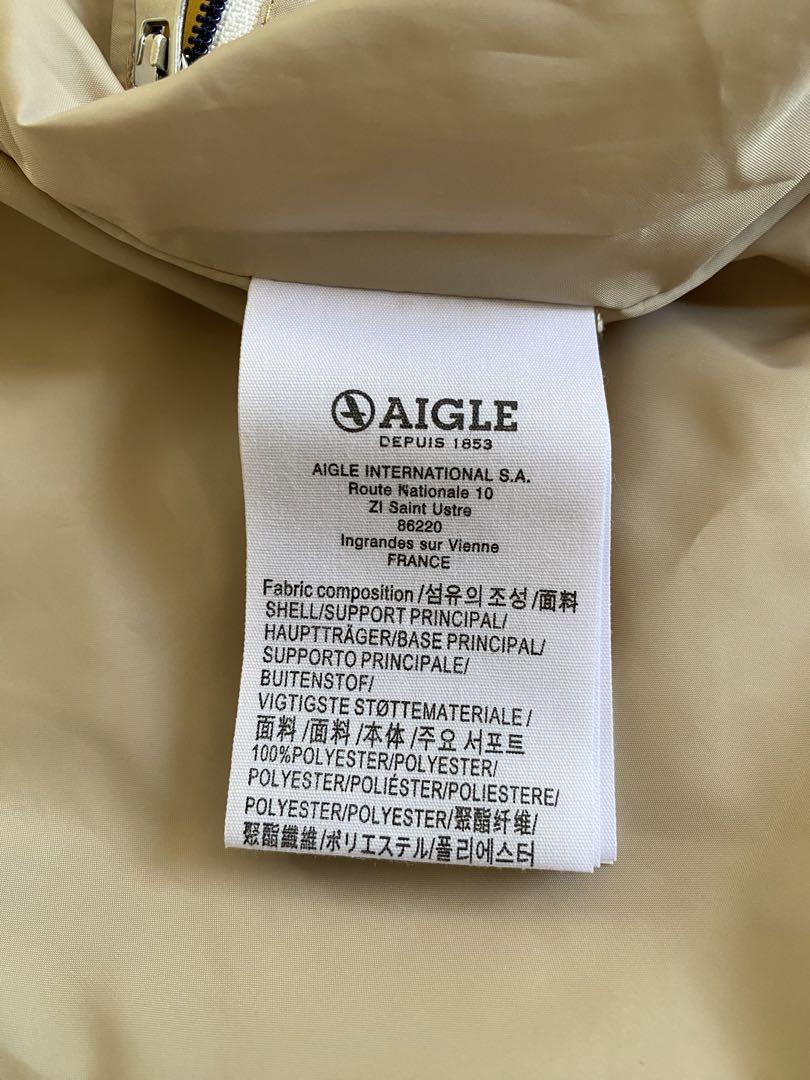 AIGLE
DEPUIS 1853
AIGLE INTERNATIONAL S.A.
Route Nationale 10
ZI Saint Ustre
86220
Ingrandes sur Vienne
FRANCE
Fabric composition/섬유의 조성/面料
SHELL/SUPPORT PRINCIPAL/
HAUPTTRÄGER/BASE PRINCIPAL/
SUPPORTO PRINCIPALE/
BUITENSTOF/
VIGTIGSTE STØTTEMATERIALE/
面料/面料/本体/주요 서포트
100%POLYESTER/POLYESTER/
POLYESTER/POLIÉSTER/POLIESTERE/
POLYESTER/POLYESTER/聚酯纤维/
聚酯纖維/ポリエステル/폴리에스터